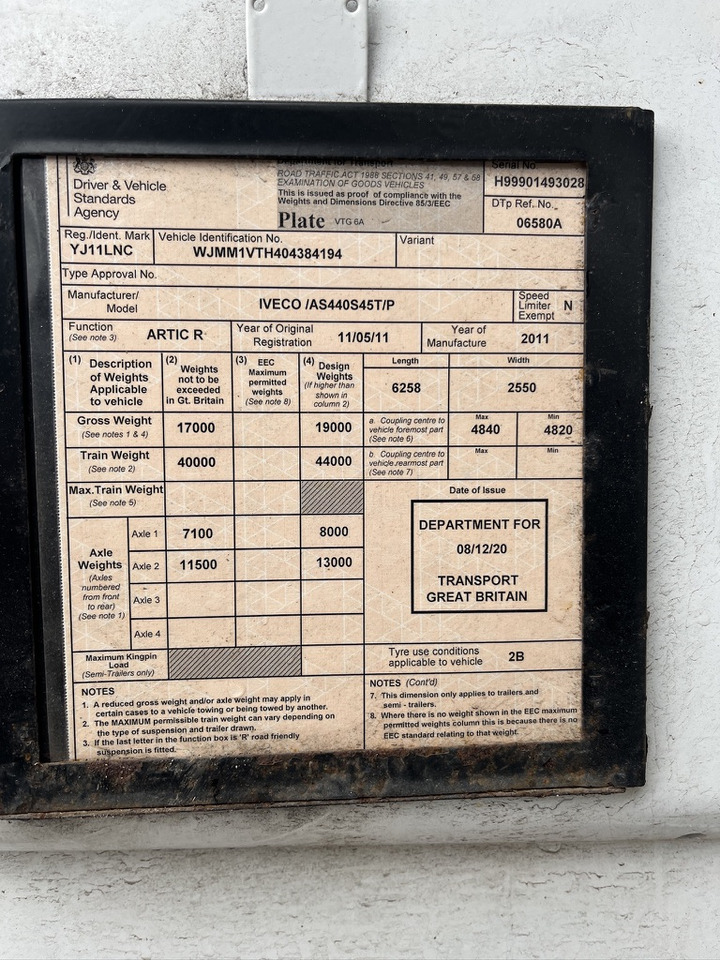 Driver & Vehicle
Standards
Agency
Department for Transport
ROAD TRAFFIC ACT 1988 SECTIONS 41, 49, 57 & 58
EXAMINATION OF GOODS VEHICLES
This is issued as proof of compliance with the
Weights and Dimensions Directive 85/3/EEC
Plate VTG 6A
Serial No.
H99901493028
DTp Ref. No.
06580A
Reg./Ident. Mark
YJ11LNC
Vehicle Identification No.
WJMM1VTH404384194
Variant
Type Approval No.
Manufacturer/
Model
IVECO /AS440S45T/P
Speed
Limiter
Exempt
N
Function
(See note 3)
ARTIC R
Year of Original
Registration
11/05/11
Year of
Manufacture
2011
(1) Description
of Weights
Applicable
to vehicle
(2) Weights
not to be
exceeded
in Gt. Britain
(3) EEC
Maximum
permitted
weights
(See note 8)
(4) Design
Weights
(If higher than
shown in
column 2)
Length
6258
Width
2550
Gross Weight
(See notes 1 & 4)
17000
19000
a. Coupling centre to
vehicle foremost part
(See note 6)
Max
4840
Min
4820
Train Weight
(See note 2)
40000
44000
b. Coupling centre to
vehicle rearmost part
(See note 7)
Max
Min
Max.Train Weight
(See note 5)
Axle
Weights
(Axles
numbered
from front
to rear)
(See note 1)
Axle 1
7100
8000
Axle 2
11500
13000
Axle 3
Axle 4
Date of Issue
DEPARTMENT FOR
08/12/20
TRANSPORT
GREAT BRITAIN
Maximum Kingpin
Load
(Semi-Trailers only)
Tyre use conditions
applicable to vehicle
2B
NOTES
1. A reduced gross weight and/or axle weight may apply in
certain cases to a vehicle towing or being towed by another.
2. The MAXIMUM permissible train weight can vary depending on
the type of suspension and trailer drawn.
3. If the last letter in the function box is 'R' road friendly
suspension is fitted.
NOTES (Cont'd)
7. This dimension only applies to trailers and
semi - trailers.
8. Where there is no weight shown in the EEC maximum
permitted weights column this is because there is no
EEC standard relating to that weight.